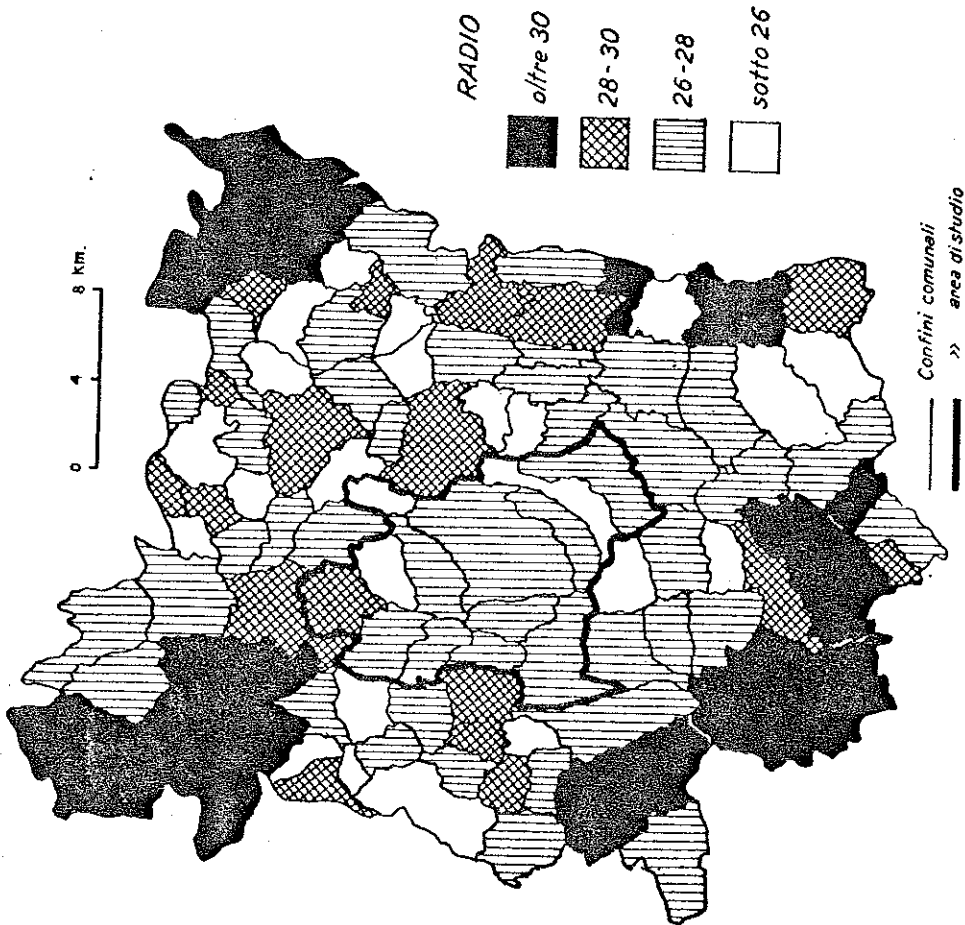 0 4 8 km.
RADIO
oltre 30
28-30
26-28
sotto 26
Confini comunali
» area di studio